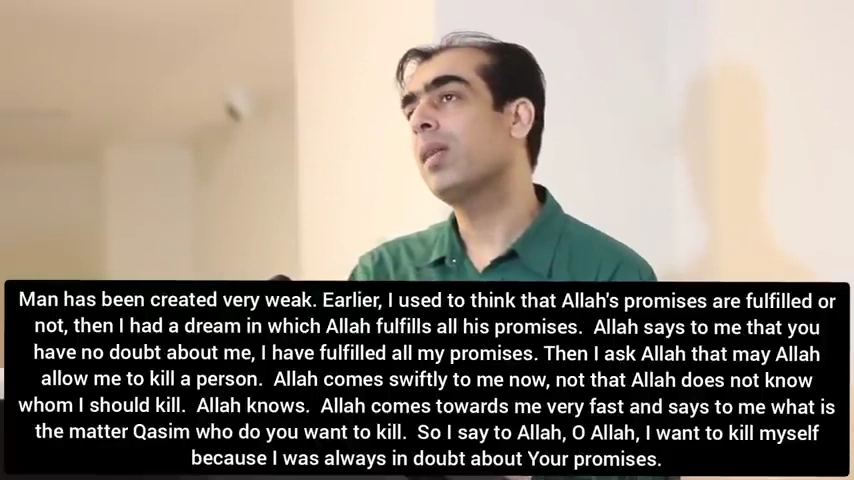 Man has been created very weak. Earlier, I used to think that Allah's promises are fulfilled or
not, then I had a dream in which Allah fulfills all his promises.  Allah says to me that you
have no doubt about me, I have fulfilled all my promises. Then I ask Allah that may Allah
allow me to kill a person.  Allah comes swiftly to me now, not that Allah does not know
whom I should kill.  Allah knows.  Allah comes towards me very fast and says to me what is
the matter Qasim who do you want to kill.  So I say to Allah, O Allah, I want to kill myself
because I was always in doubt about Your promises.